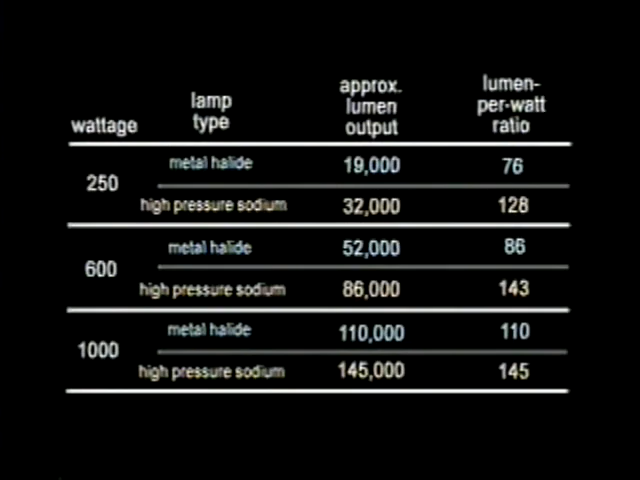 wattage lamp type approx. lumen output lumen-per-watt ratio
250 metal halide 19,000 76
high pressure sodium 32,000 128
600 metal halide 52,000 86
high pressure sodium 86,000 143
1000 metal halide 110,000 110
high pressure sodium 145,000 145